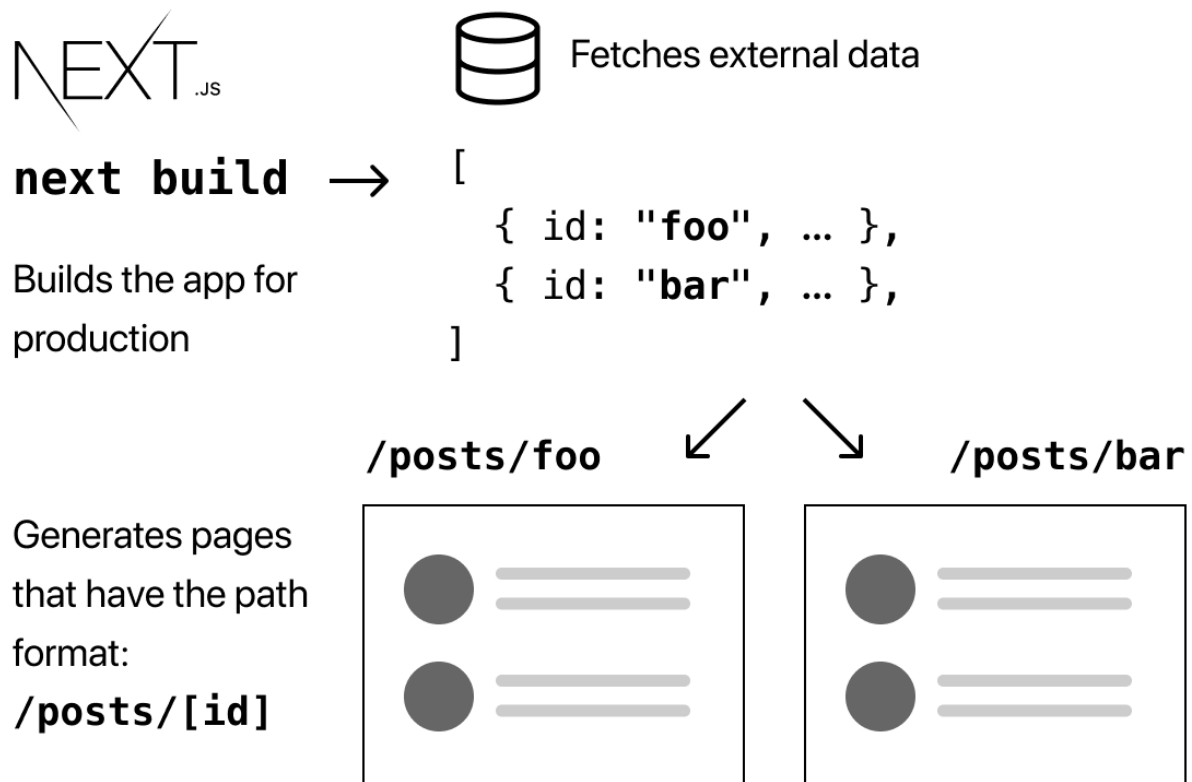 NEXT.JS
Fetches external data
next build
[
{ id: "foo", … },
{ id: "bar", … },
]
Builds the app for
production
/posts/foo
/posts/bar
Generates pages
that have the path
format:
/posts/[id]